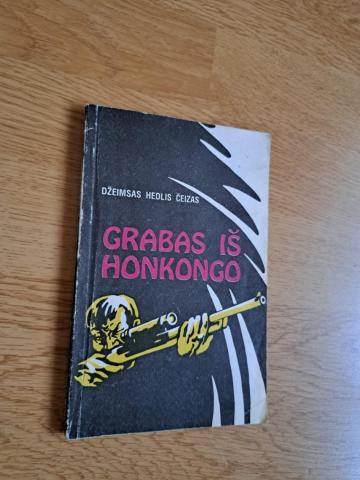 DŽEIMSAS HEDLIS ČEIZAS
GRABAS IŠ
HONKONGO